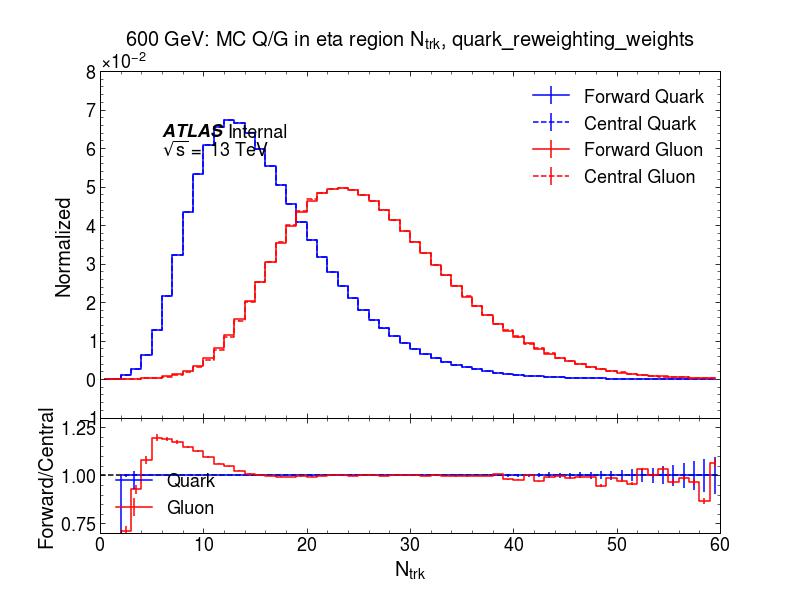 600 GeV: MC Q/G in eta region Ntrk, quark_reweighting_weights
×10−2
8
7
6
5
4
3
2
1
0
−1
Normalized
ATLAS Internal
√s = 13 TeV
Forward Quark
Central Quark
Forward Gluon
Central Gluon
1.25
1.00
0.75
Forward/Central
Quark
Gluon
0 10 20 30 40 50 60
Ntrk